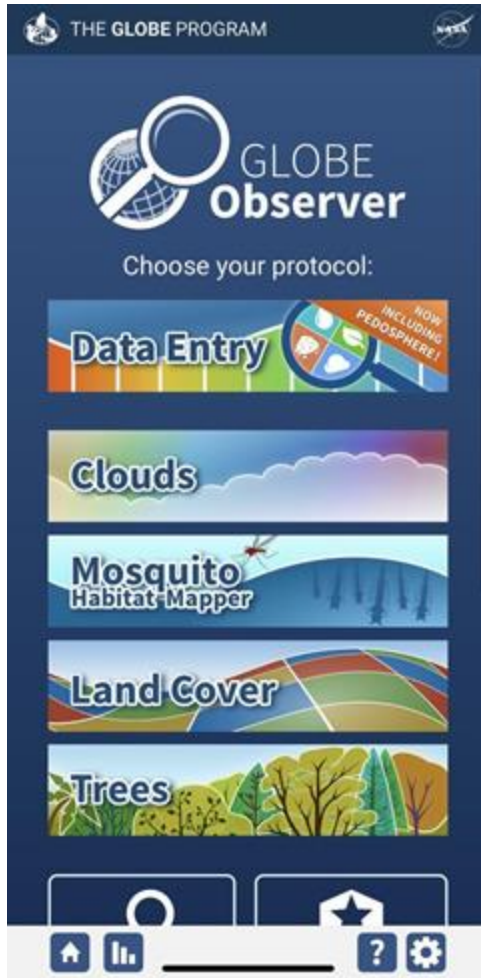 THE GLOBE PROGRAM
NASA
GLOBE
Observer
Choose your protocol:
Data Entry
NOW
INCLUDING
PEDOSPHERE!
Clouds
Mosquito
Habitat Mapper
Land Cover
Trees
?